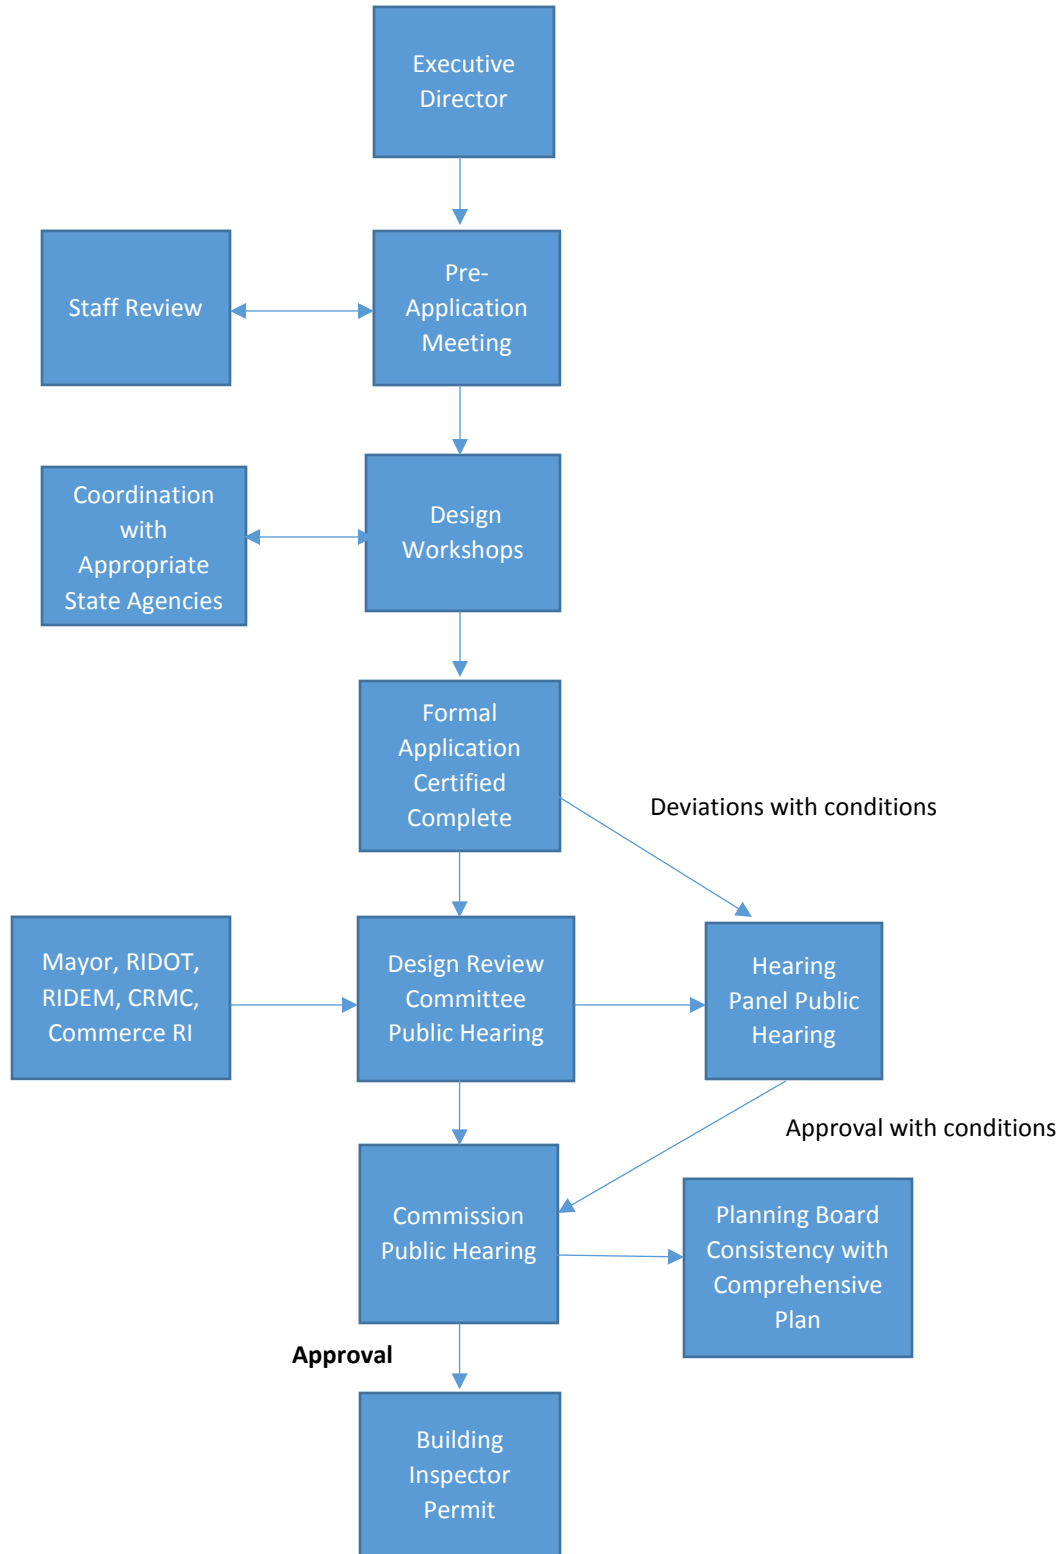 Executive
Director
Staff Review
Pre-
Application
Meeting
Coordination
with
Appropriate
State Agencies
Design
Workshops
Formal
Application
Certified
Complete
Deviations with conditions
Mayor, RIDOT,
RIDEM, CRMC,
Commerce RI
Design Review
Committee
Public Hearing
Hearing
Panel Public
Hearing
Approval with conditions
Commission
Public Hearing
Planning Board
Consistency with
Comprehensive
Plan
Approval
Building
Inspector
Permit